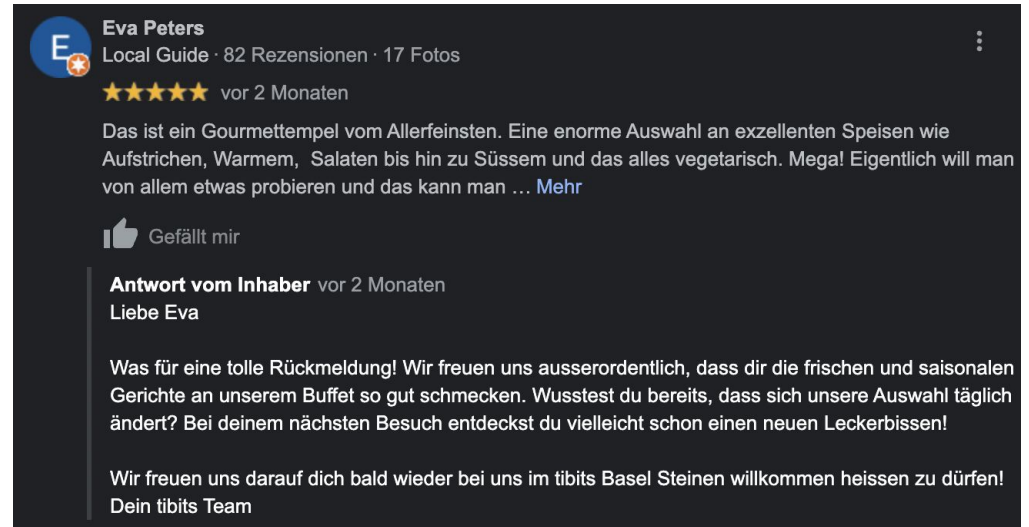 Eva Peters
Local Guide · 82 Rezensionen · 17 Fotos
vor 2 Monaten
Das ist ein Gourmettempel vom Allerfeinsten. Eine enorme Auswahl an exzellenten Speisen wie
Aufstrichen, Warmem, Salaten bis hin zu Süssem und das alles vegetarisch. Mega! Eigentlich will man
von allem etwas probieren und das kann man … Mehr
Gefällt mir
Antwort vom Inhaber vor 2 Monaten
Liebe Eva
Was für eine tolle Rückmeldung! Wir freuen uns ausserordentlich, dass dir die frischen und saisonalen
Gerichte an unserem Buffet so gut schmecken. Wusstest du bereits, dass sich unsere Auswahl täglich
ändert? Bei deinem nächsten Besuch entdeckst du vielleicht schon einen neuen Leckerbissen!
Wir freuen uns darauf dich bald wieder bei uns im tibits Basel Steinen willkommen heissen zu dürfen!
Dein tibits Team